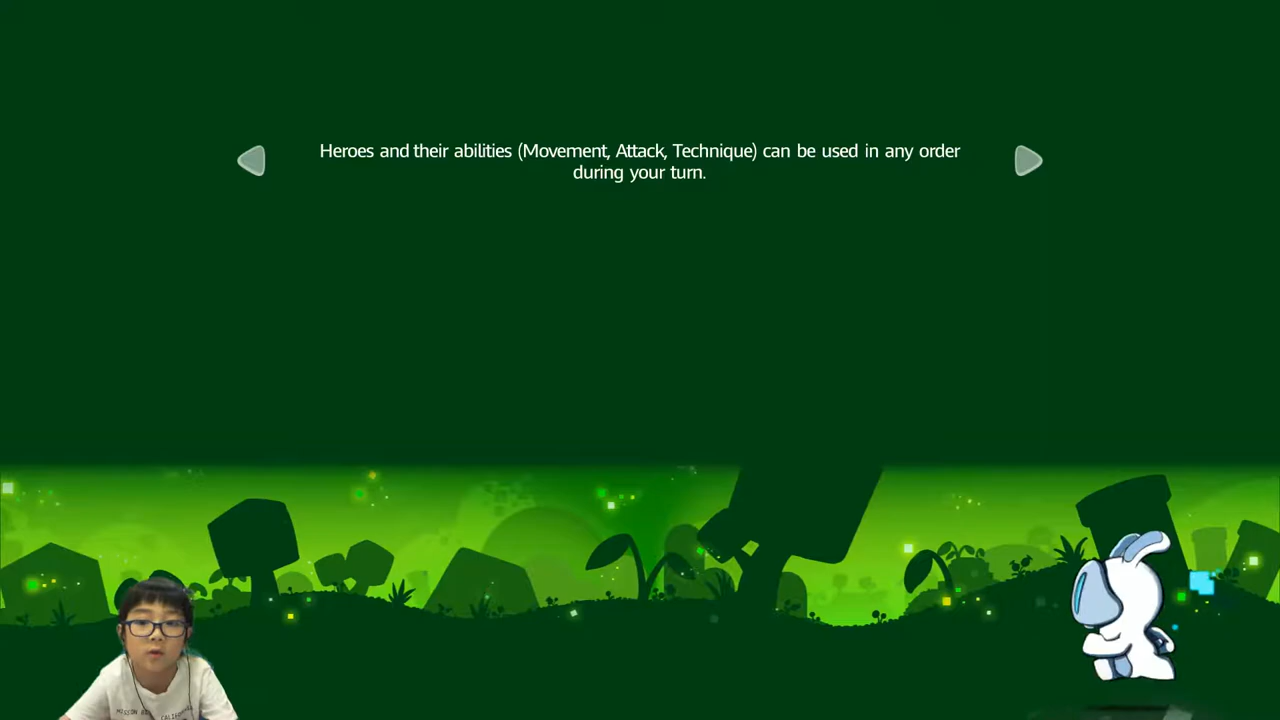 Heroes and their abilities (Movement, Attack, Technique) can be used in any order
during your turn.